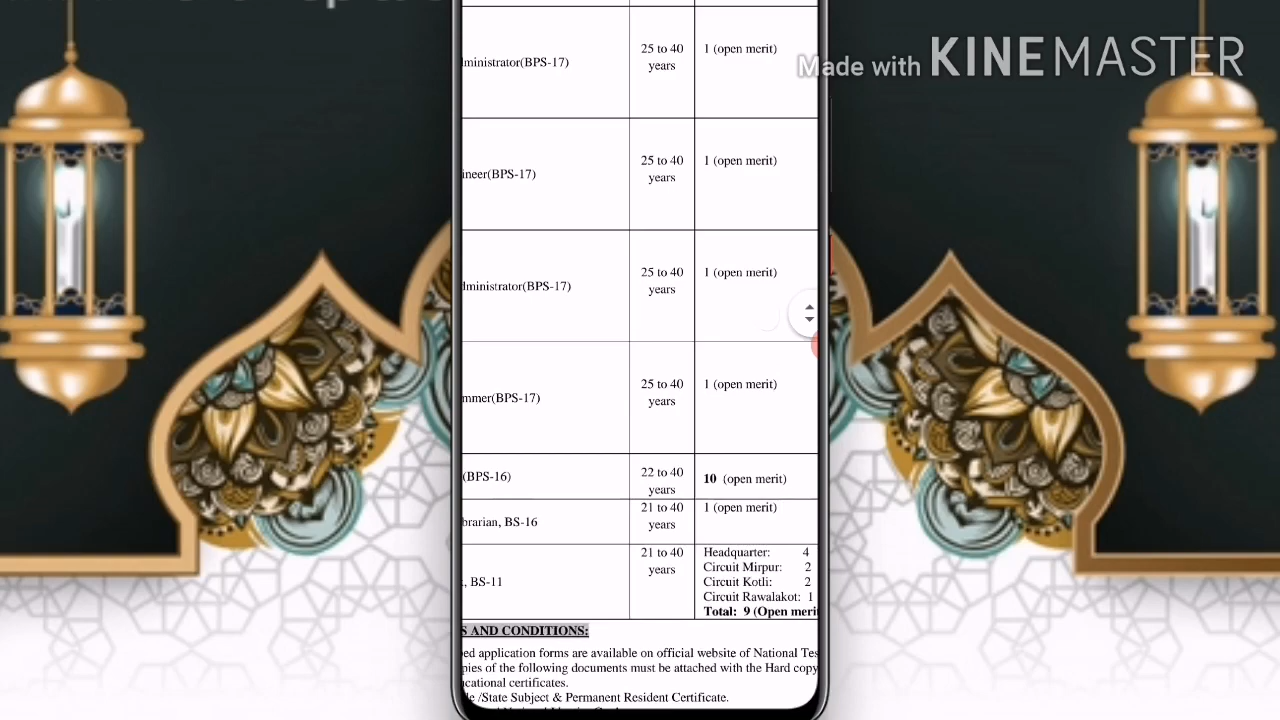 Made with KINEMASTER
lministrator(BPS-17)
25 to 40
years
1 (open merit)
ineer(BPS-17)
25 to 40
years
1 (open merit)
dministrator(BPS-17)
25 to 40
years
1 (open merit)
mmer(BPS-17)
25 to 40
years
1 (open merit)
(BPS-16)
22 to 40
years
10 (open merit)
brarian, BS-16
21 to 40
years
1 (open merit)
, BS-11
21 to 40
years
Headquarter: 4
Circuit Mirpur: 2
Circuit Kotli: 2
Circuit Rawalakot: 1
Total: 9 (Open merit
S AND CONDITIONS:
ed application forms are available on official website of National Tes
pies of the following documents must be attached with the Hard copy
ucational certificates.
le /State Subject & Permanent Resident Certificate.